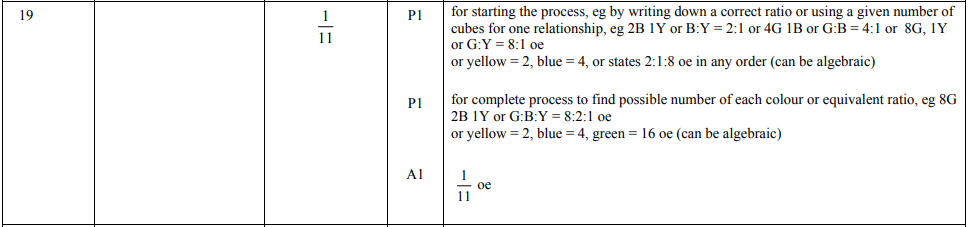 19
1
11
P1
for starting the process, eg by writing down a correct ratio or using a given number of
cubes for one relationship, eg 2B 1Y or B:Y = 2:1 or 4G 1B or G:B = 4:1 or 8G, 1Y
or G:Y = 8:1 oe
or yellow = 2, blue = 4, or states 2:1:8 oe in any order (can be algebraic)
P1
for complete process to find possible number of each colour or equivalent ratio, eg 8G
2B 1Y or G:B:Y = 8:2:1 oe
or yellow = 2, blue = 4, green = 16 oe (can be algebraic)
A1
1
11
oe